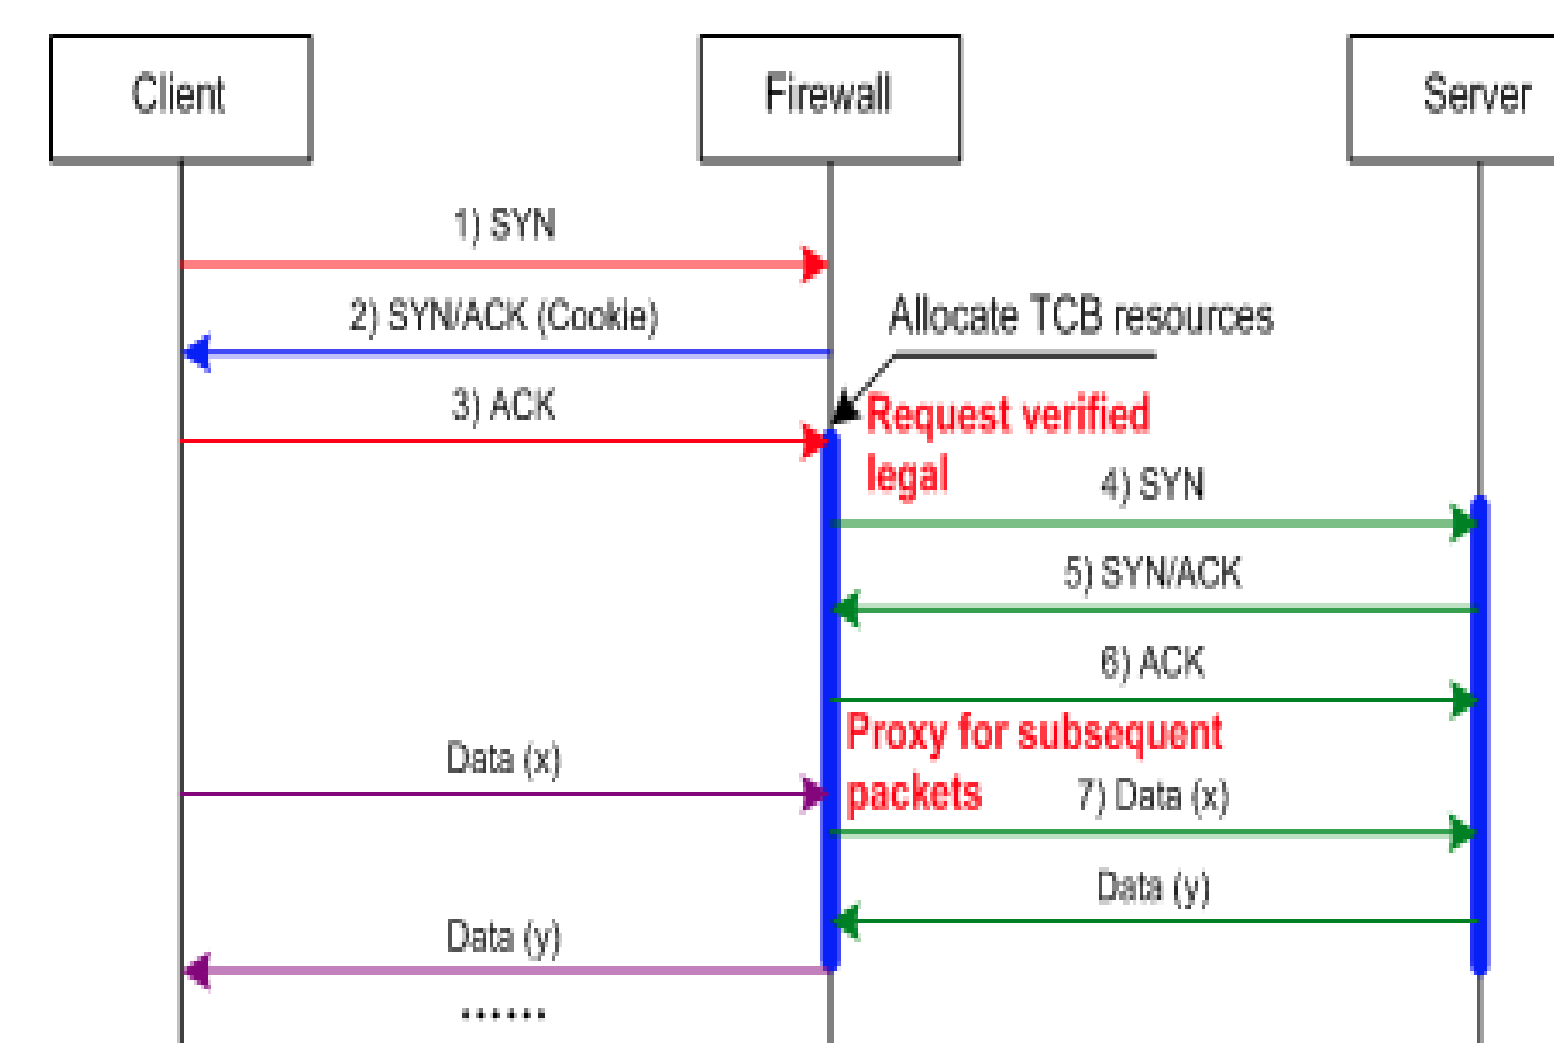 Client
Firewall
Server
1) SYN
2) SYN/ACK (Cookie)
Allocate TCB resources
3) ACK
Request verified
legal
4) SYN
5) SYN/ACK
6) ACK
Proxy for subsequent
packets
Data (x)
7) Data (x)
Data (y)
Data (y)
......